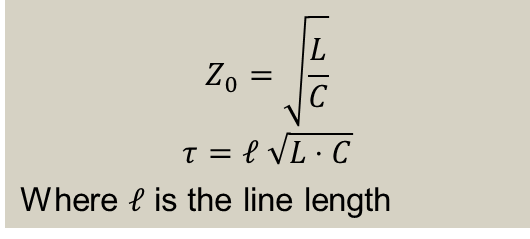 Z₀ = √(L/C)
τ = ℓ √(L · C)
Where ℓ is the line length